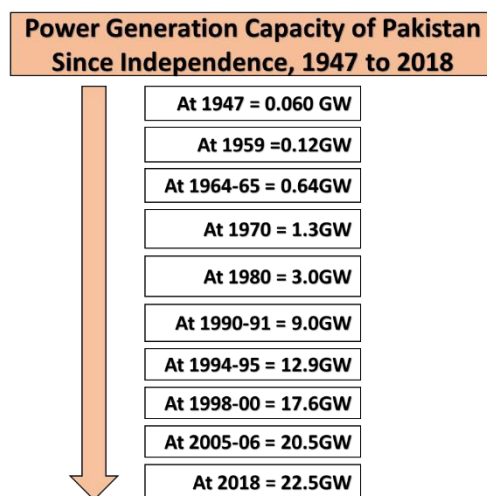 Power Generation Capacity of Pakistan
Since Independence, 1947 to 2018
At 1947 = 0.060 GW
At 1959 =0.12GW
At 1964-65 = 0.64GW
At 1970 = 1.3GW
At 1980 = 3.0GW
At 1990-91 = 9.0GW
At 1994-95 = 12.9GW
At 1998-00 = 17.6GW
At 2005-06 = 20.5GW
At 2018 = 22.5GW